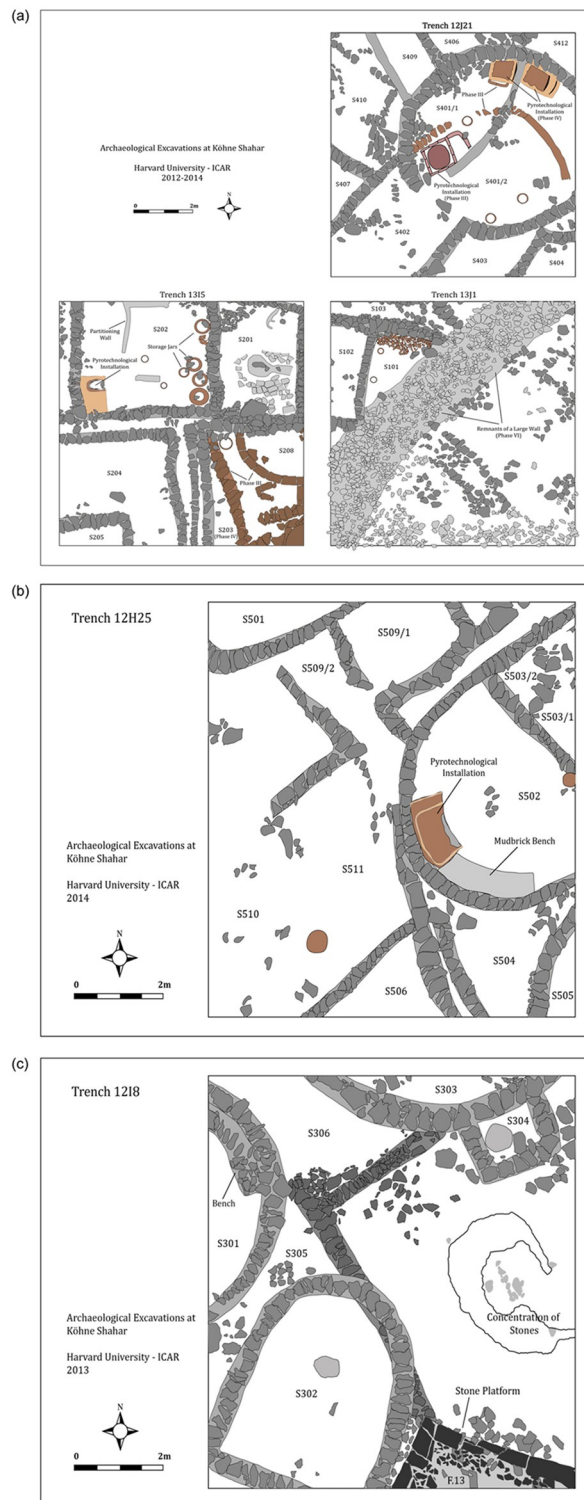 (a)
Trench 12J21
S406
S412
S409
S410
Phase III
S401/1
Pyrotechnological
Installation
(Phase IV)
Archaeological Excavations at Köhne Shahar
Harvard University - ICAR
2012-2014
N
0 2m
Pyrotechnological
Installation
(Phase III)
S401/2
S407
S402
S403
S404
Trench 13I5
Partitioning
Wall
S202
Storage Jars
S201
Pyrotechnological
Installation
S204
S205
Phase III
S208
S203
(Phase IV)
Trench 13J1
S103
S102
S101
Remnants of a Large Wall
(Phase VI)
(b)
Trench 12H25
S501
S509/1
S509/2
S503/2
S503/1
Pyrotechnological
Installation
S502
Mudbrick Bench
Archaeological Excavations at
Köhne Shahar
Harvard University - ICAR
2014
N
0 2m
S511
S510
S504
S506
S505
(c)
Trench 12I8
S303
S304
S306
Bench
S301
S305
Concentration of
Stones
Archaeological Excavations at
Köhne Shahar
Harvard University - ICAR
2013
N
0 2m
S302
Stone Platform
F.13